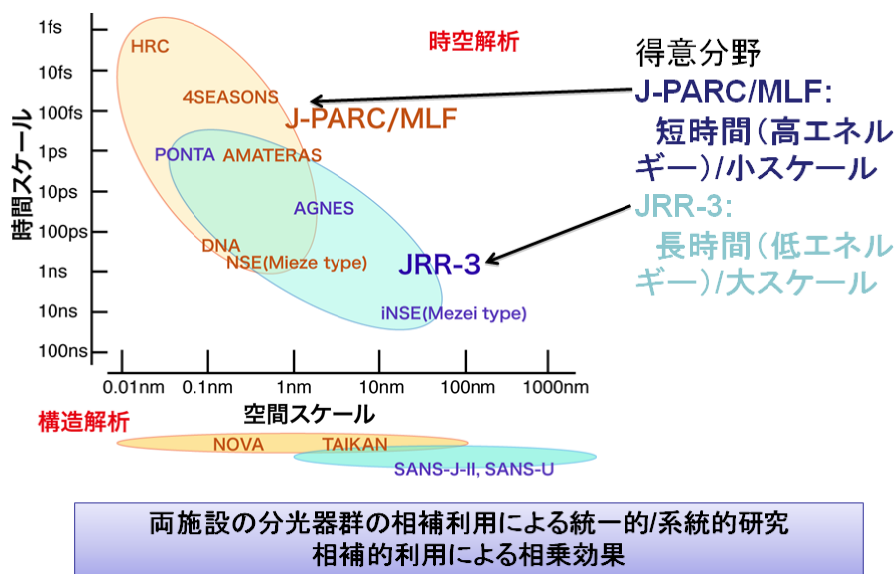 1fs
10fs
100fs
1ps
10ps
100ps
1ns
10ns
100ns
時間スケール
HRC
時空解析
4SEASONS
J-PARC/MLF
PONTA
AMATERAS
AGNES
DNA
NSE(Mieze type)
JRR-3
iNSE(Mezei type)
0.01nm
0.1nm
1nm
10nm
100nm
1000nm
空間スケール
構造解析
NOVA
TAIKAN
SANS-J-II, SANS-U
得意分野
J-PARC/MLF:
短時間(高エネル
ギー)/小スケール
JRR-3:
長時間(低エネル
ギー)/大スケール
両施設の分光器群の相補利用による統一的/系統的研究
相補的利用による相乗効果